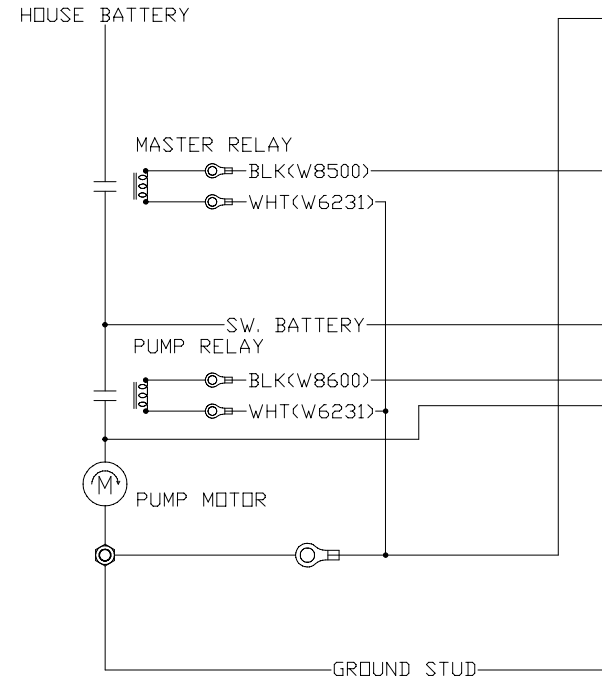 HOUSE BATTERY
MASTER RELAY
BLK(W8500)
WHT(W6231)
SW. BATTERY
PUMP RELAY
BLK(W8600)
WHT(W6231)
M
PUMP MOTOR
GROUND STUD